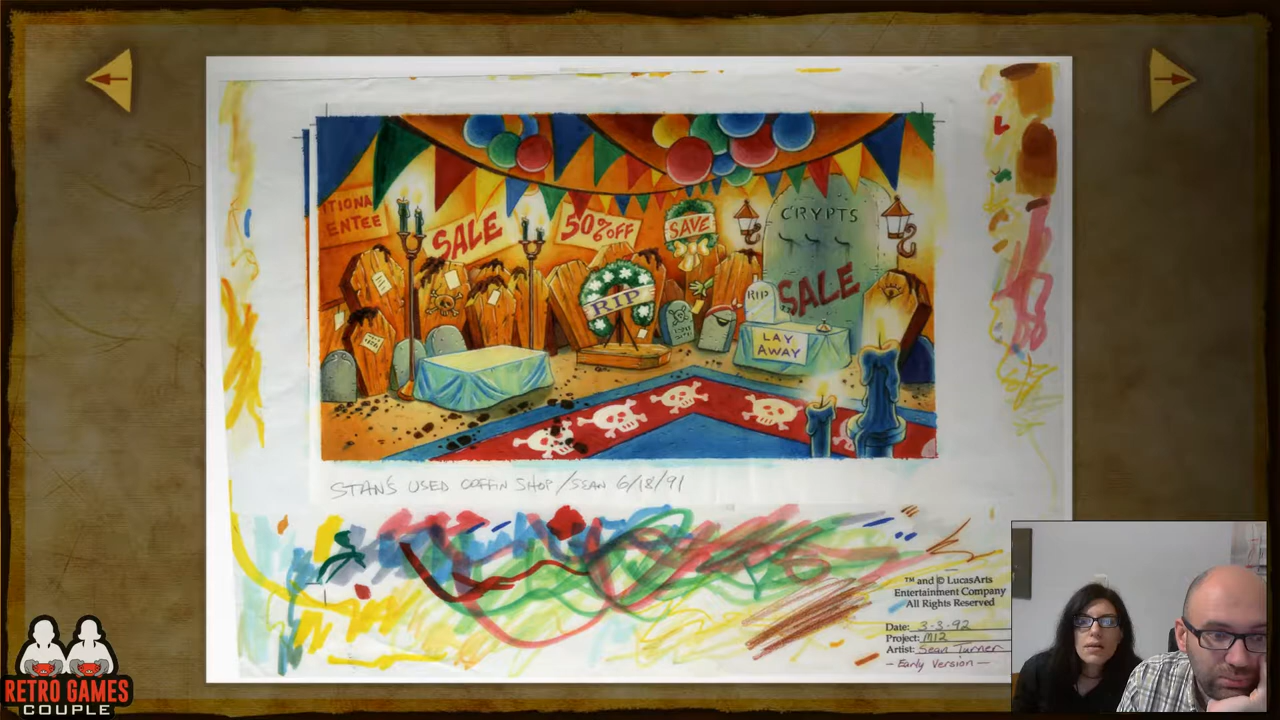 TIONA
ENTEE
SALE
50% OFF
SAVE
CRYPTS
SALE
RIP
RIP
LAY
AWAY
STAN'S USED COFFIN SHOP / SEAN 6/18/91
™ and © LucasArts
Entertainment Company
All Rights Reserved
Date: 3-3-92
Project: MI2
Artist: Sean Turner
- Early Version -
RETRO GAMES
COUPLE